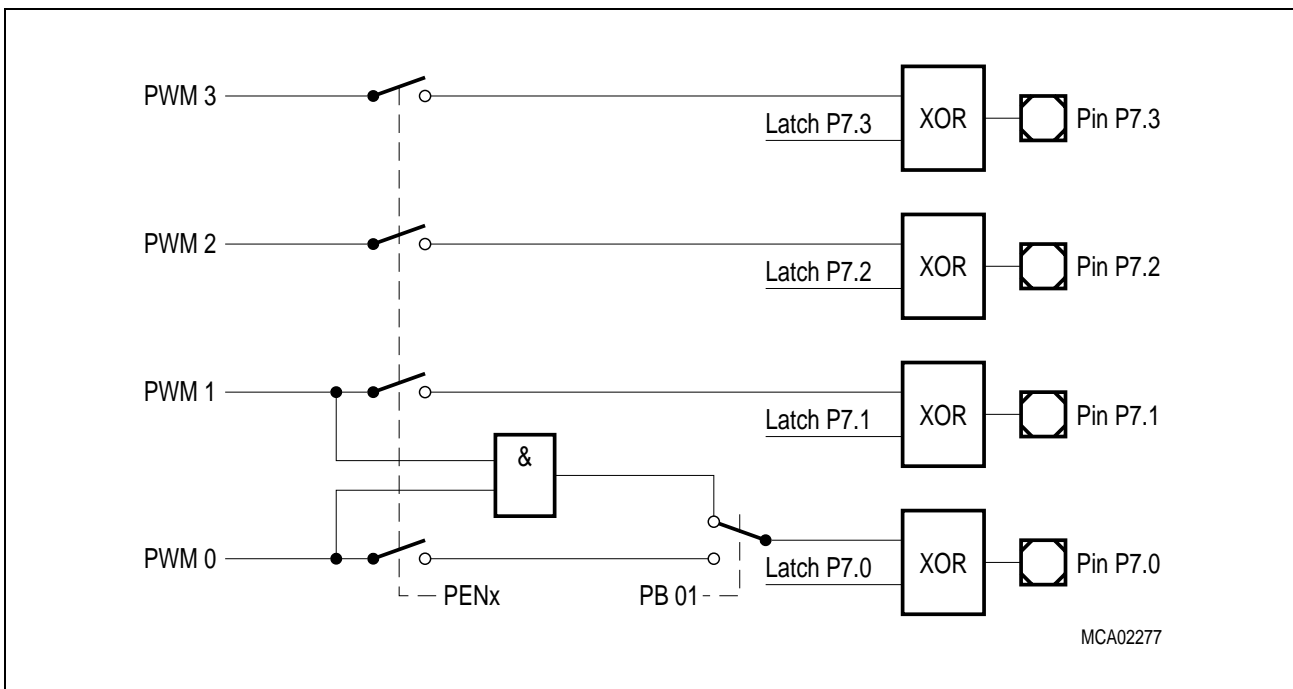 PWM 3
Latch P7.3
XOR
Pin P7.3
PWM 2
Latch P7.2
XOR
Pin P7.2
PWM 1
Latch P7.1
XOR
Pin P7.1
&
PWM 0
Latch P7.0
XOR
Pin P7.0
PENx
PB 01
MCA02277